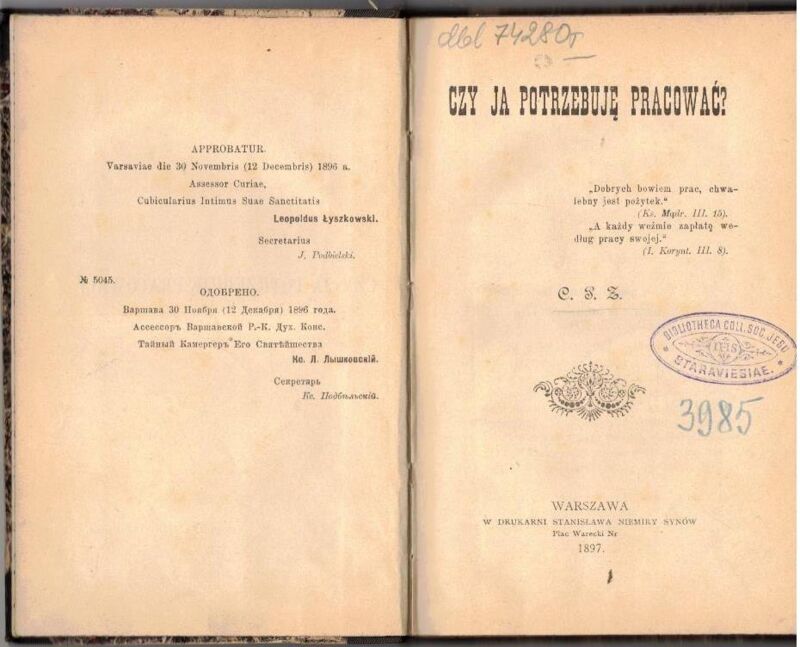 APPROBATUR.
Varsaviae die 30 Novembris (12 Decembris) 1896 a.
Assessor Curiae,
Cubicularius Intimus Suae Sanctitatis
Leopoldus Łyszkowski.
Secretarius
J. Podbielski.
№ 5045.
ОДОБРЕНО.
Варшава 30 Ноября (12 Декабря) 1896 года.
Ассессоръ Варшавской Р.-К. Дух. Конс.
Тайный Камергеръ Его Святѣйшества
Кс. Л. Лышковскій.
Секретарь
Кс. Подбѣльскій.
74280
CZY JA POTRZEBUJĘ PRACOWAĆ?
„Dobrych bowiem prac, chwa-
lebny jest pożytek.“
(Ks. Mądr. III. 15).
„A każdy weźmie zapłatę we-
dług pracy swojej.“
(I. Korynt. III. 8).
C. S. Z.
BIBLIOTHECA COLL. SOC. JESU
IHS
STARAVIESIAE.
3985
WARSZAWA
W DRUKARNI STANISŁAWA NIEMIRY SYNÓW
Plac Warecki Nr
1897.